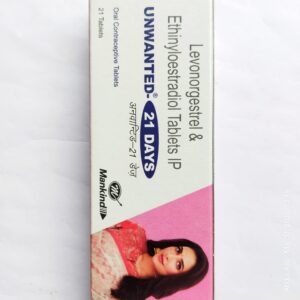 Levonorgestrel &
Ethinyloestradiol Tablets IP
UNWANTED®- 21 DAYS
अनवान्टिड-21 डेज़
Oral Contraceptive Tablets
21 Tablets
Mankind